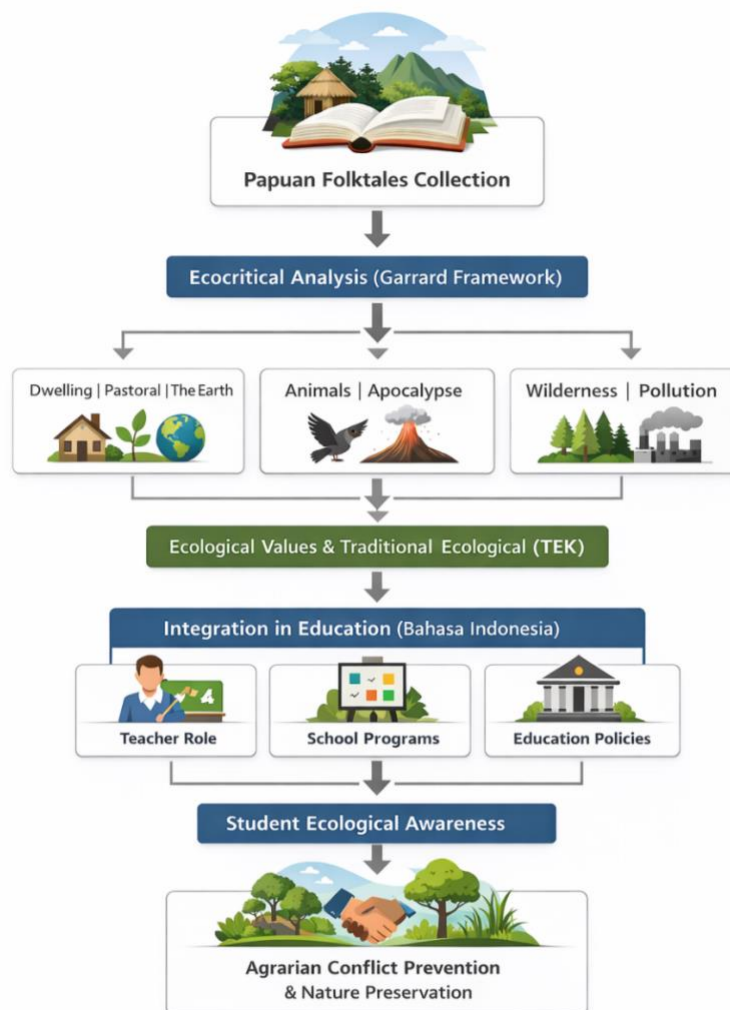 Papuan Folktales Collection
Ecocritical Analysis (Garrard Framework)
Dwelling | Pastoral | The Earth
Animals | Apocalypse
Wilderness | Pollution
Ecological Values & Traditional Ecological (TEK)
Integration in Education (Bahasa Indonesia)
Teacher Role
School Programs
Education Policies
Student Ecological Awareness
Agrarian Conflict Prevention
& Nature Preservation